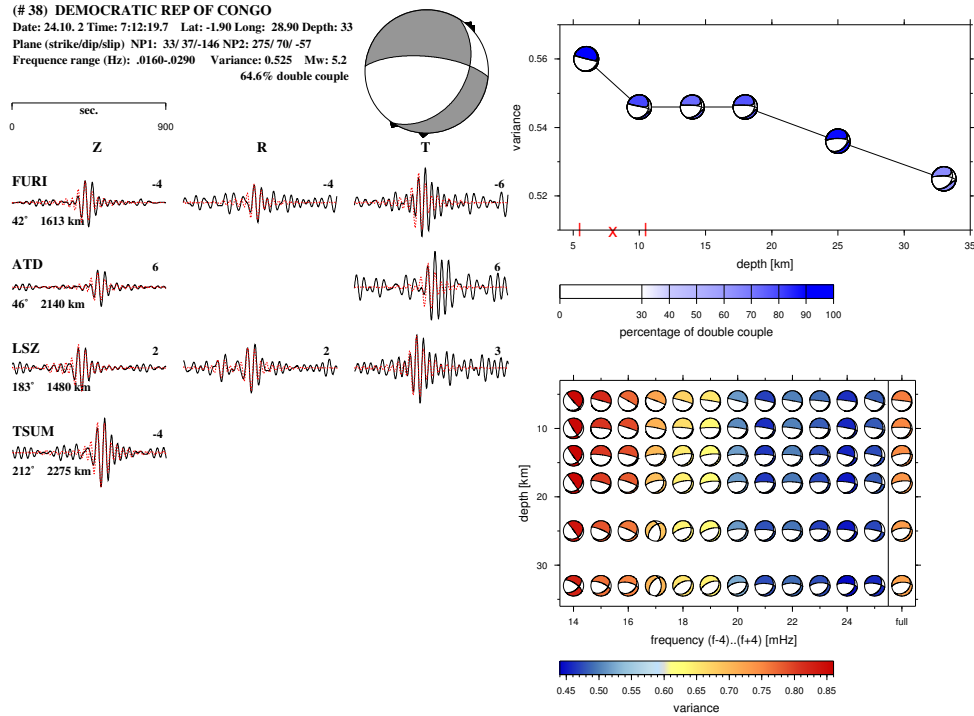 (# 38) DEMOCRATIC REP OF CONGO
Date: 24.10. 2 Time: 7:12:19.7 Lat: -1.90 Long: 28.90 Depth: 33
Plane (strike/dip/slip) NP1: 33/ 37/-146 NP2: 275/ 70/ -57
Frequence range (Hz): .0160-.0290 Variance: 0.525 Mw: 5.2
64.6% double couple
sec.
0 900
Z R T
FURI -4 -4 -6
42° 1613 km
ATD 6 6
46° 2140 km
LSZ 2 2 3
183° 1480 km
TSUM -4
212° 2275 km
0.56
0.54
0.52
variance
5 10 15 20 25 30 35
depth [km]
0 30 40 50 60 70 80 90 100
percentage of double couple
10
20
30
depth [km]
14 16 18 20 22 24 full
frequency (f-4)..(f+4) [mHz]
0.45 0.50 0.55 0.60 0.65 0.70 0.75 0.80 0.85
variance